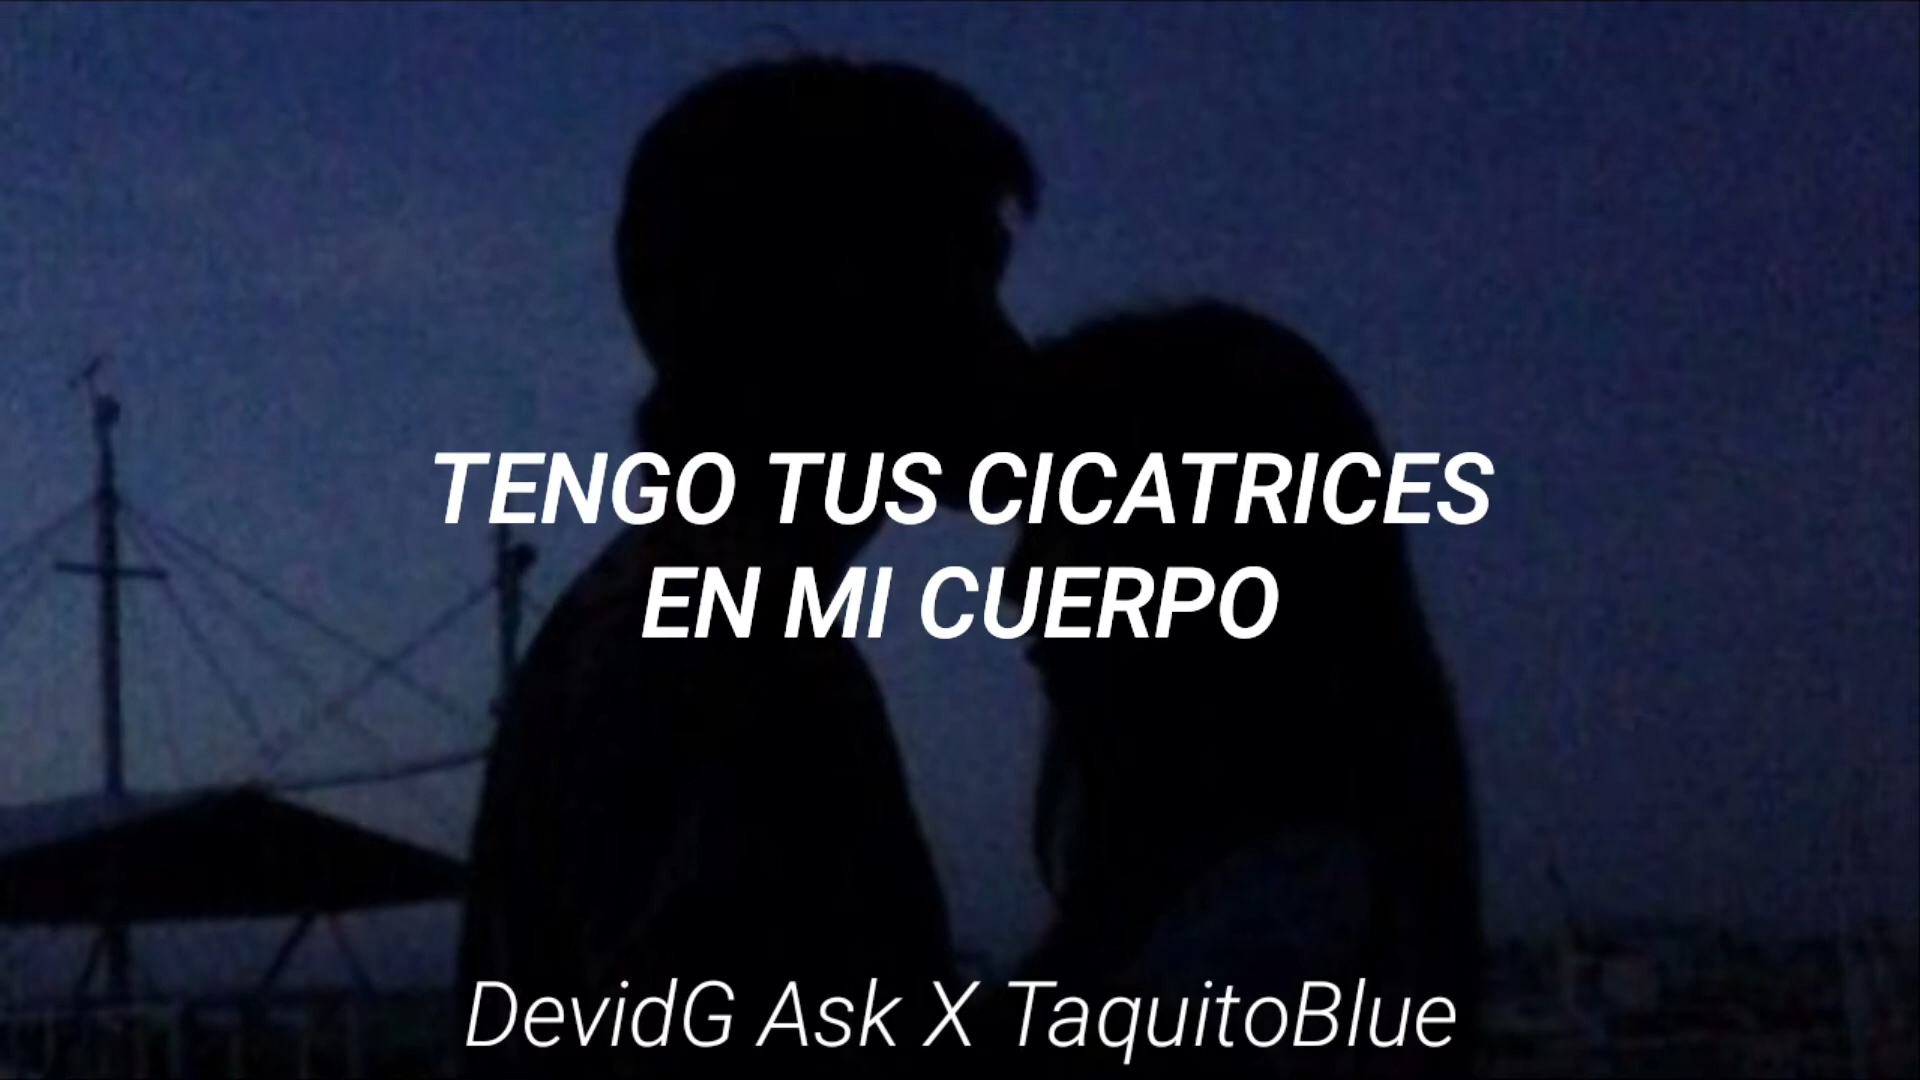 TENGO TUS CICATRICES
EN MI CUERPO
DevidG Ask X TaquitoBlue